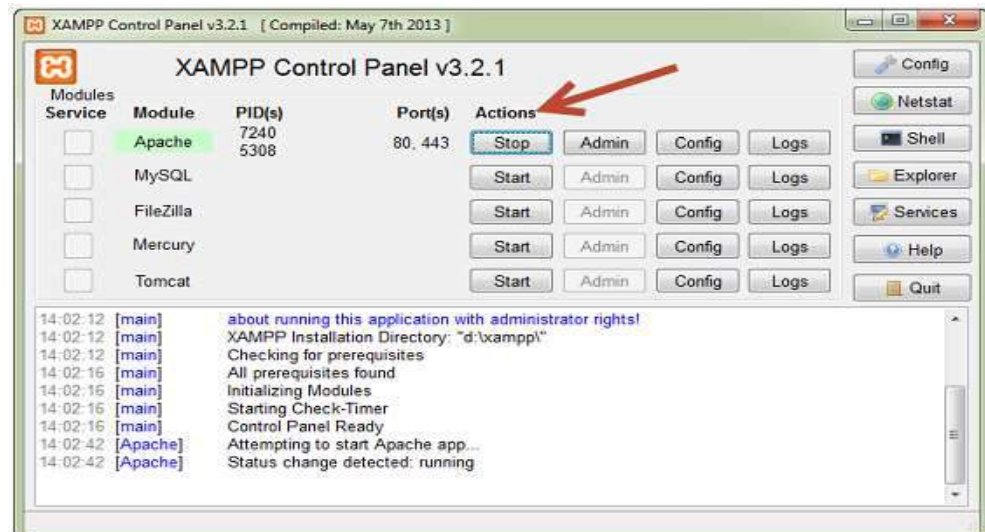 XAMPP Control Panel v3.2.1 [ Compiled: May 7th 2013 ]
XAMPP Control Panel v3.2.1
Config
Modules
Service Module PID(s) Port(s) Actions
Netstat
Apache 7240 5308 80, 443 Stop Admin Config Logs
Shell
MySQL Start Admin Config Logs
Explorer
FileZilla Start Admin Config Logs
Services
Mercury Start Admin Config Logs
Help
Tomcat Start Admin Config Logs
Quit
14:02:12 [main] about running this application with administrator rights!
14:02:12 [main] XAMPP Installation Directory: "d:\xampp\"
14:02:12 [main] Checking for prerequisites
14:02:16 [main] All prerequisites found
14:02:16 [main] Initializing Modules
14:02:16 [main] Starting Check-Timer
14:02:16 [main] Control Panel Ready
14:02:42 [Apache] Attempting to start Apache app...
14:02:42 [Apache] Status change detected: running